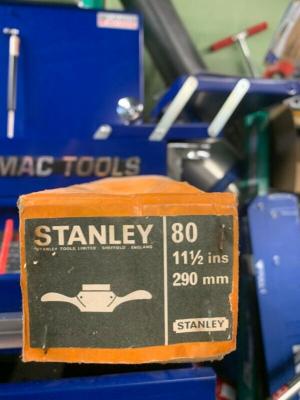 MAC TOOLS
STANLEY
STANLEY TOOLS LIMITED SHEFFIELD ENGLAND
80
11½ ins
290 mm
STANLEY